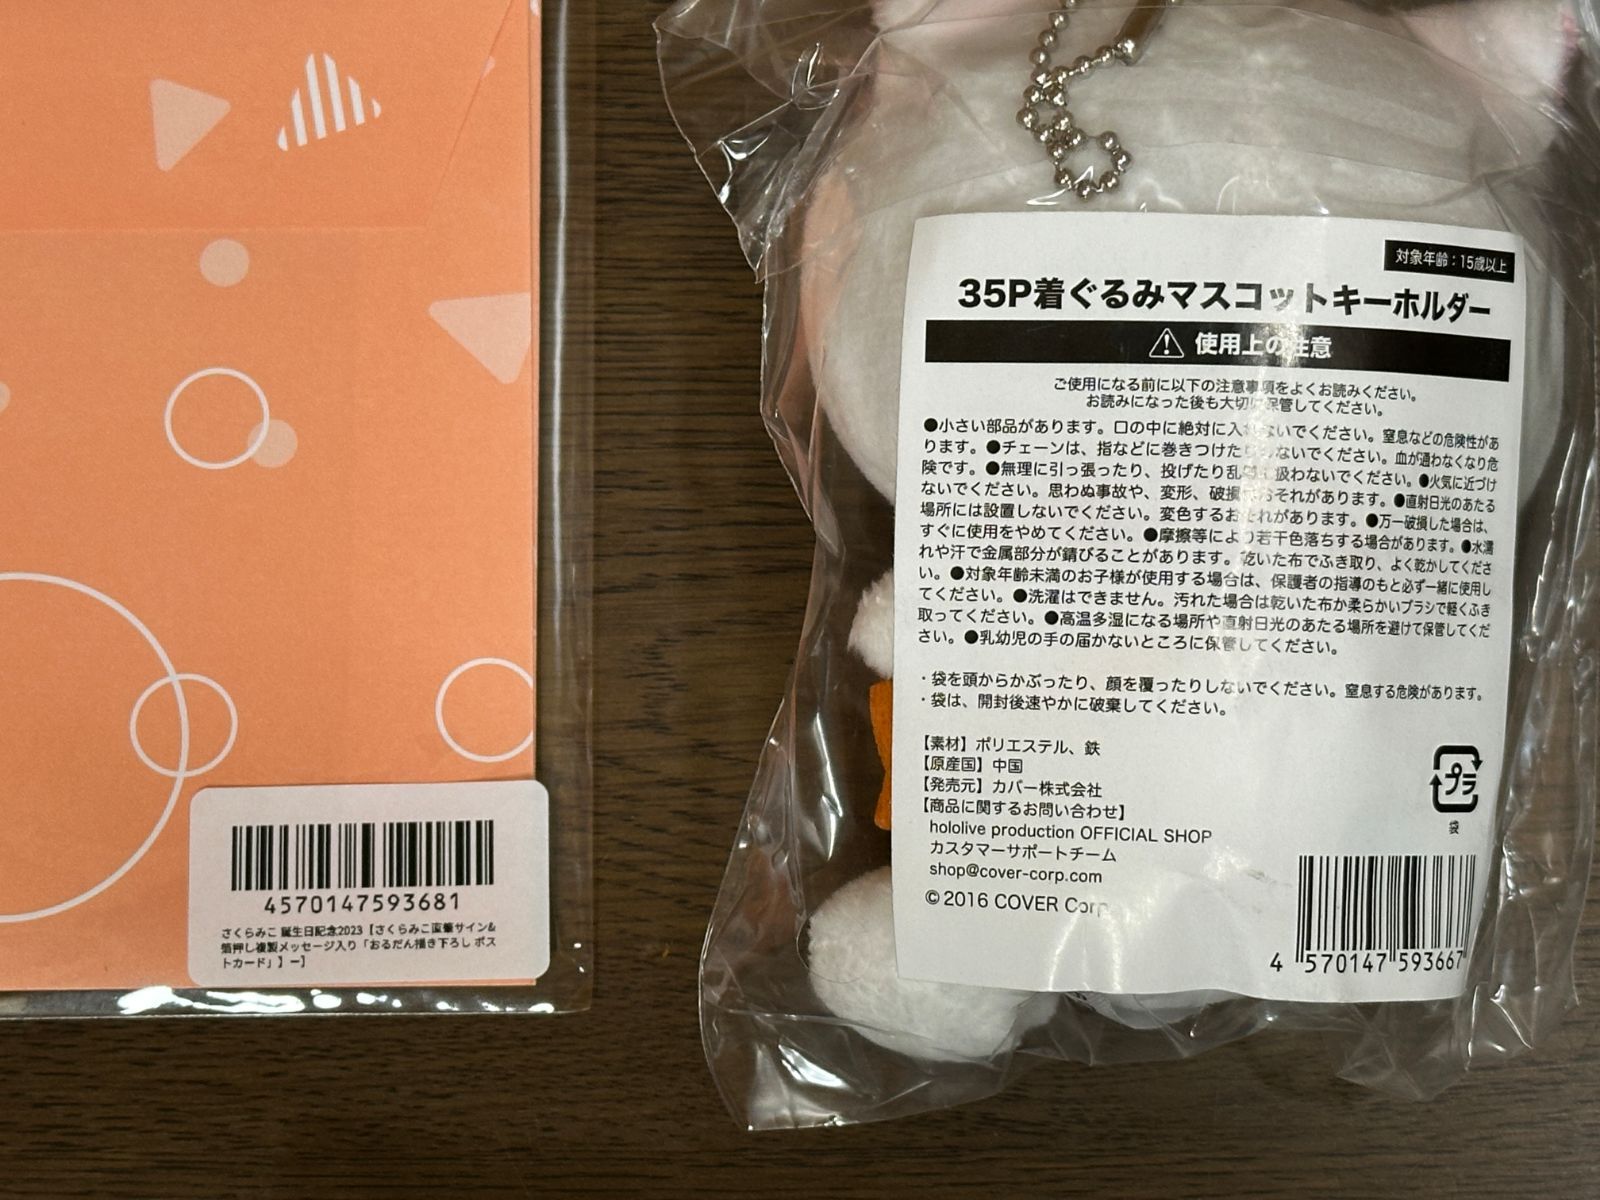 4570147593681
さくらみこ 誕生日記念2023【さくらみこ直筆サイン&
箔押し複製メッセージ入り「おるだん描き下ろし ポス
トカード」】ー】
対象年齢：15歳以上
35P着ぐるみマスコットキーホルダー
使用上の注意
ご使用になる前に以下の注意事項をよくお読みください。
お読みになった後も大切に保管してください。
●小さい部品があります。口の中に絶対に入れないでください。窒息などの危険性があ
ります。●チェーンは、指などに巻きつけたりしないでください。血が通わなくなり危
険です。●無理に引っ張ったり、投げたり乱暴に扱わないでください。●火気に近づけ
ないでください。思わぬ事故や、変形、破損のおそれがあります。●直射日光のあたる
場所には設置しないでください。変色するおそれがあります。●万一破損した場合は、
すぐに使用をやめてください。●摩擦等により若干色落ちする場合があります。●水濡
れや汗で金属部分が錆びることがあります。乾いた布でふき取り、よく乾かしてくださ
い。●対象年齢未満のお子様が使用する場合は、保護者の指導のもと必ず一緒に使用し
てください。●洗濯はできません。汚れた場合は乾いた布か柔らかいブラシで軽くふき
取ってください。●高温多湿になる場所や直射日光のあたる場所を避けて保管してくだ
さい。●乳幼児の手の届かないところに保管してください。
・袋を頭からかぶったり、顔を覆ったりしないでください。窒息する危険があります。
・袋は、開封後速やかに破棄してください。
【素材】ポリエステル、鉄
【原産国】中国
【発売元】カバー株式会社
【商品に関するお問い合わせ】
hololive production OFFICIAL SHOP
カスタマーサポートチーム
shop@cover-corp.com
© 2016 COVER Corp.
プラ
袋
4 570147 593667